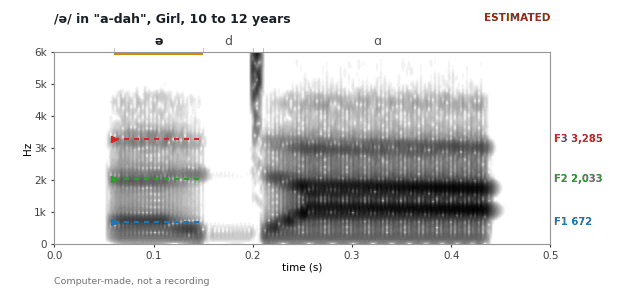 /ə/ in "a-dah", Girl, 10 to 12 years
ESTIMATED
ə d ɑ
6k
5k
4k
3k
2k
1k
0
Hz
F3 3,285
F2 2,033
F1 672
0.0 0.1 0.2 0.3 0.4 0.5
time (s)
Computer-made, not a recording